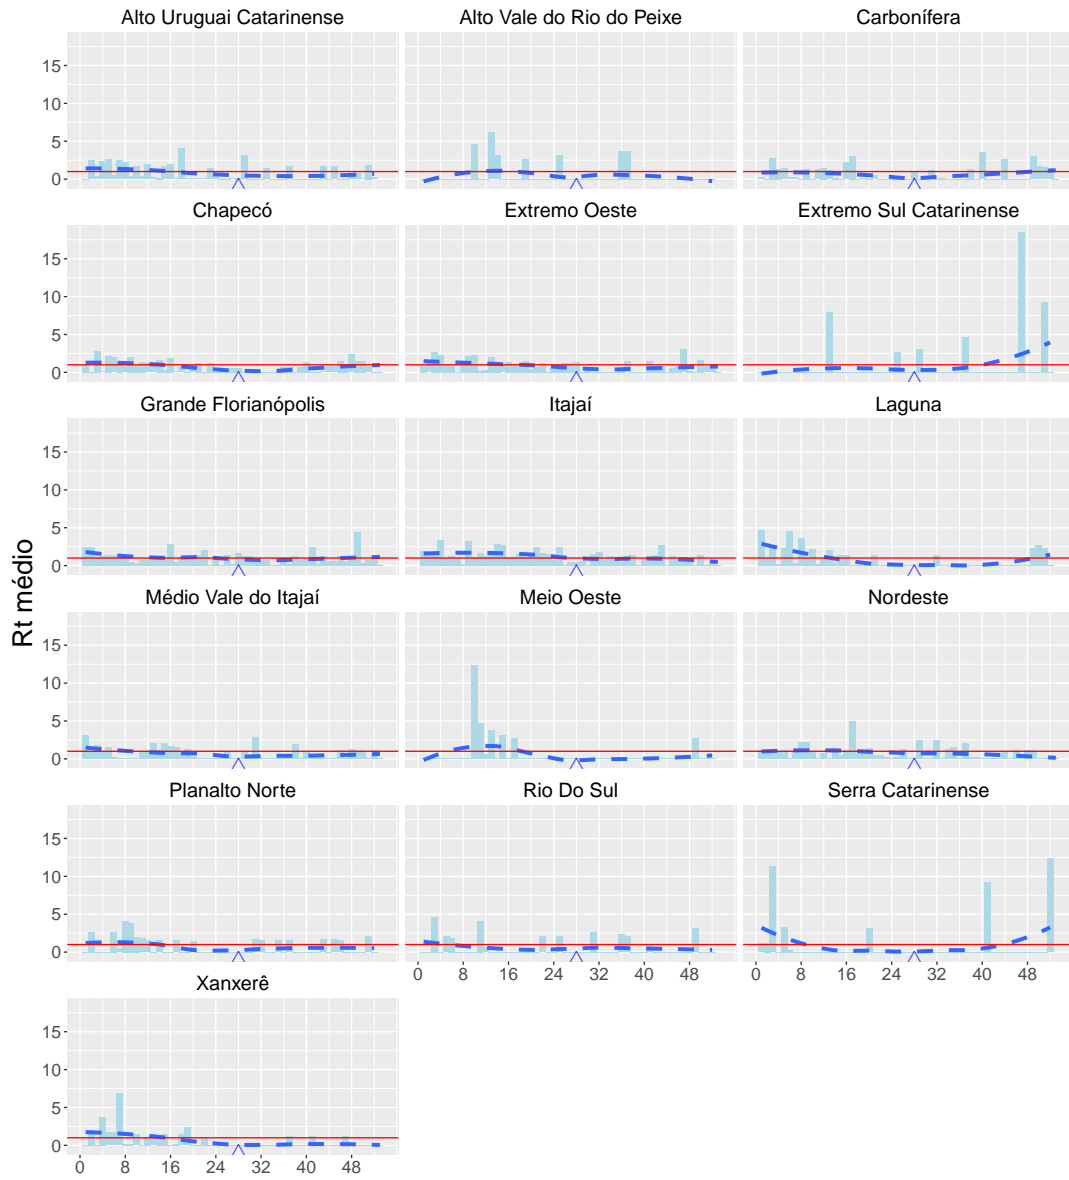 Alto Uruguai Catarinense Alto Vale do Rio do Peixe Carbonífera
15
10
5
0
Chapecó Extremo Oeste Extremo Sul Catarinense
15
10
5
0
Grande Florianópolis Itajaí Laguna
15
10
5
0
Rt médio
Médio Vale do Itajaí Meio Oeste Nordeste
15
10
5
0
Planalto Norte Rio Do Sul Serra Catarinense
15
10
5
0
0 8 16 24 32 40 48 0 8 16 24 32 40 48
Xanxerê
15
10
5
0
0 8 16 24 32 40 48